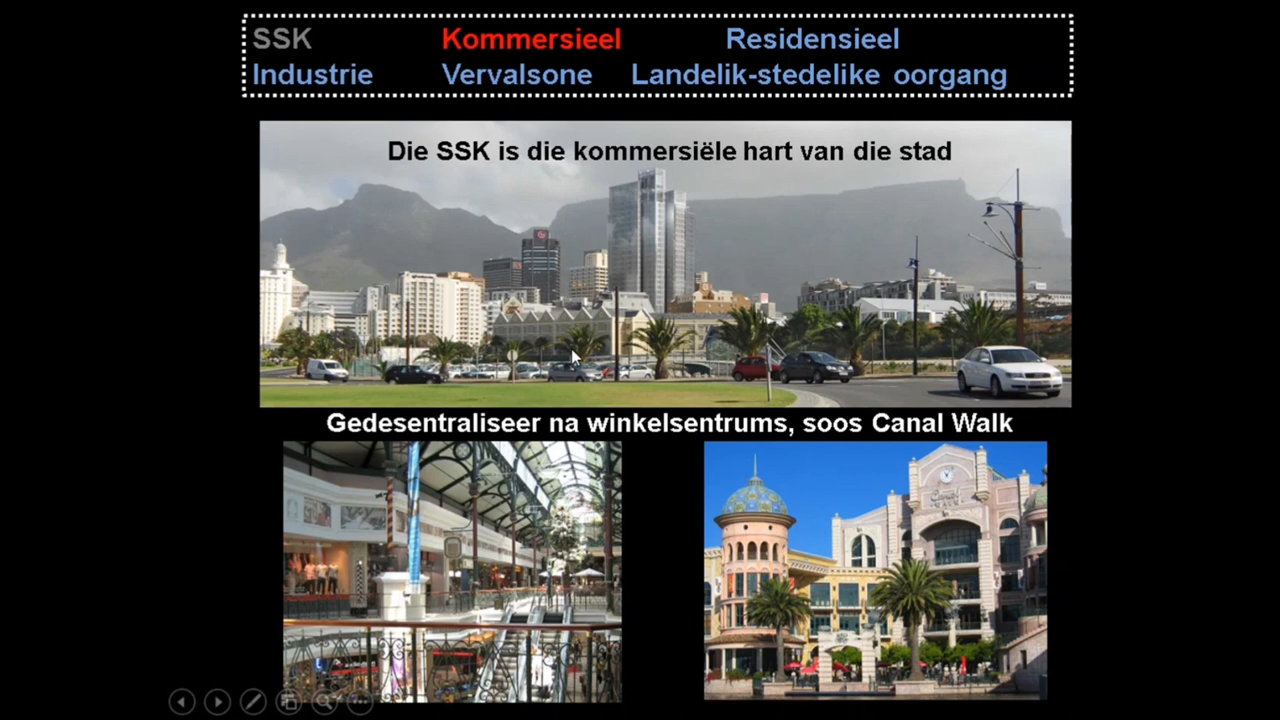 SSK Kommersieel Residensieel
Industrie Vervalsone Landelik-stedelike oorgang
Die SSK is die kommersiële hart van die stad
Gedesentraliseer na winkelsentrums, soos Canal Walk
Canal